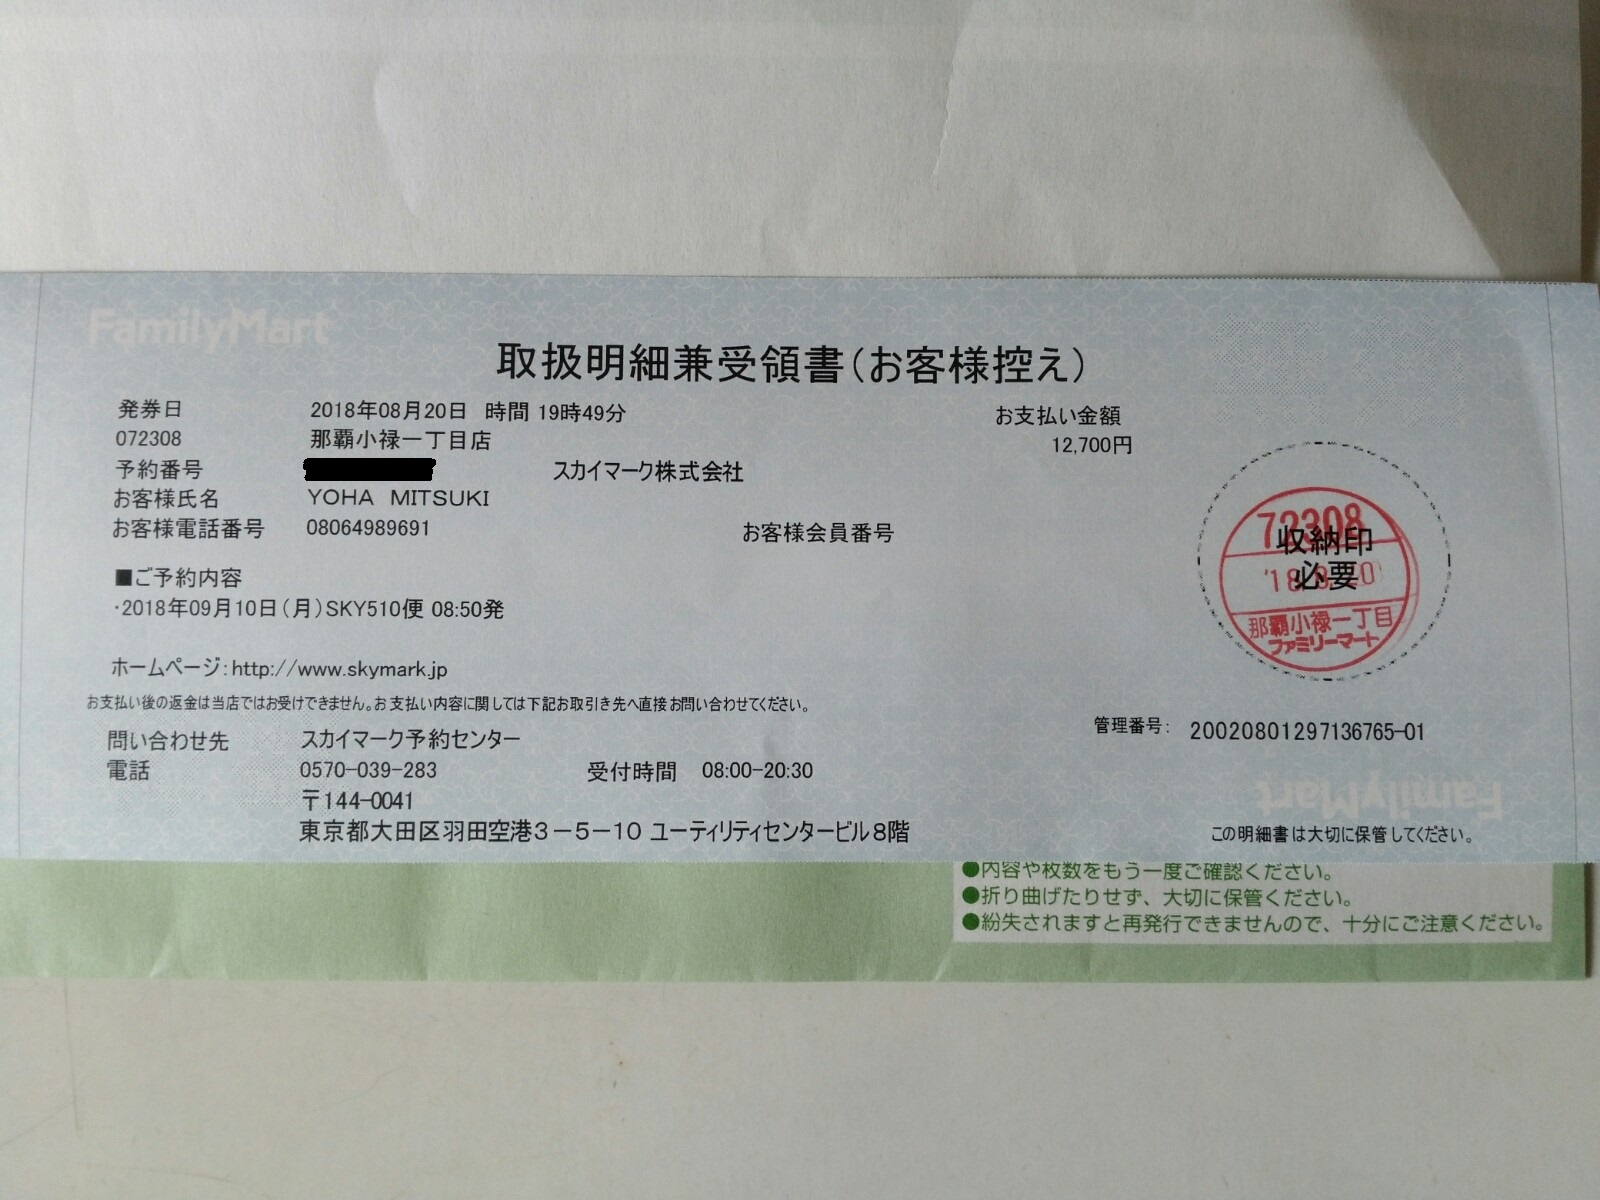 FamilyMart
取扱明細兼受領書(お客様控え)
発券日 2018年08月20日 時間 19時49分
お支払い金額
072308 那覇小禄一丁目店
12,700円
予約番号 スカイマーク株式会社
お客様氏名 YOHA MITSUKI
お客様電話番号 08064989691
お客様会員番号
72308
収納印
必要
'18.8.20
那覇小禄一丁目
ファミリーマート
■ご予約内容
・2018年09月10日(月)SKY510便 08:50発
ホームページ:http://www.skymark.jp
お支払い後の返金は当店ではお受けできません。お支払い内容に関しては下記お取引き先へ直接お問い合わせてください。
管理番号: 20020801297136765-01
問い合わせ先 スカイマーク予約センター
電話 0570-039-283 受付時間 08:00-20:30
〒144-0041
東京都大田区羽田空港3-5-10 ユーティリティセンタービル8階
FamilyMart
この明細書は大切に保管してください。
●内容や枚数をもう一度ご確認ください。
●折り曲げたりせず、大切に保管ください。
●紛失されますと再発行できませんので、十分にご注意ください。